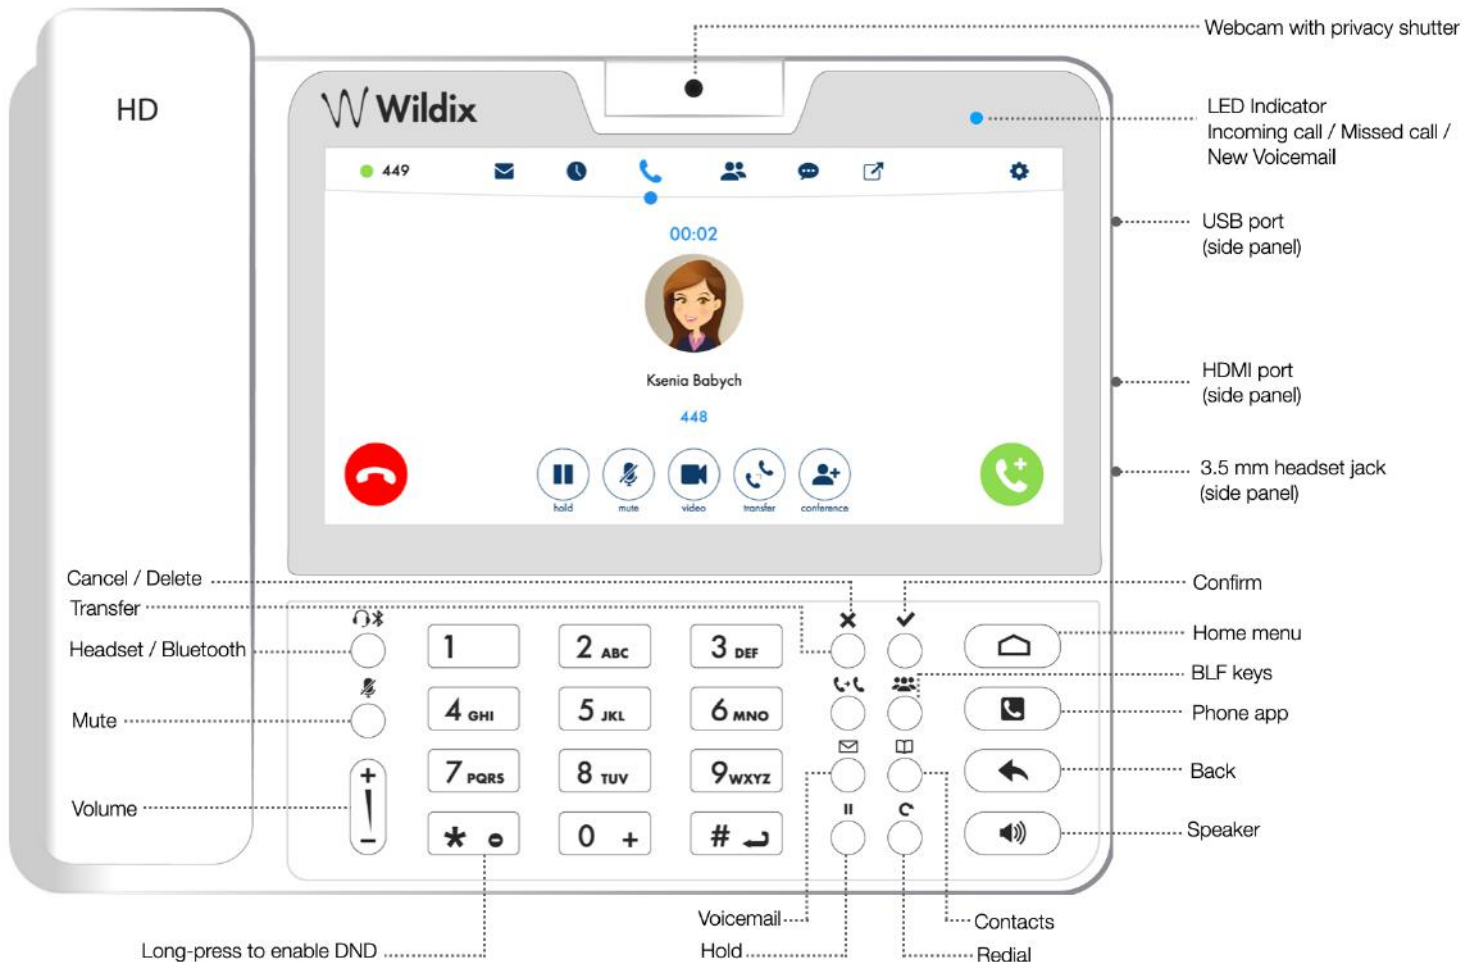 Webcam with privacy shutter
HD
Wildix
LED Indicator
Incoming call / Missed call /
New Voicemail
449
USB port
(side panel)
00:02
Ksenia Babych
448
HDMI port
(side panel)
3.5 mm headset jack
(side panel)
hold
mute
video
transfer
conference
Cancel / Delete
Confirm
Transfer
Home menu
Headset / Bluetooth
1
2 ABC
3 DEF
BLF keys
Mute
4 GHI
5 JKL
6 MNO
Phone app
7 PQRS
8 TUV
9 WXYZ
Back
Volume
+
−
*
0 +
#
Speaker
Voicemail
Contacts
Long-press to enable DND
Hold
Redial